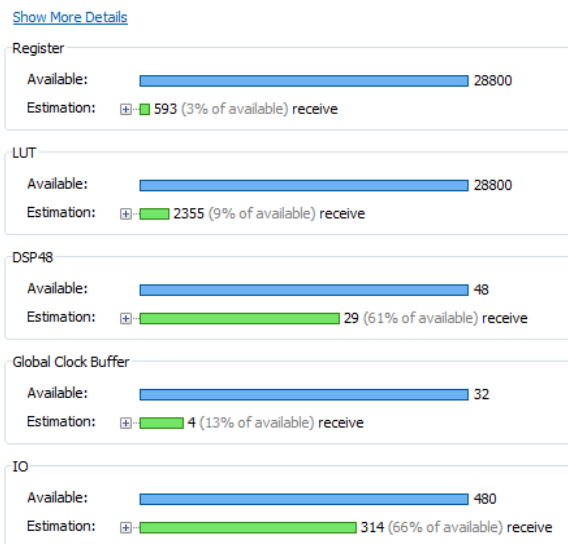 Show More Details
Register
Available: 28800
Estimation: 593 (3% of available) receive
LUT
Available: 28800
Estimation: 2355 (9% of available) receive
DSP48
Available: 48
Estimation: 29 (61% of available) receive
Global Clock Buffer
Available: 32
Estimation: 4 (13% of available) receive
IO
Available: 480
Estimation: 314 (66% of available) receive